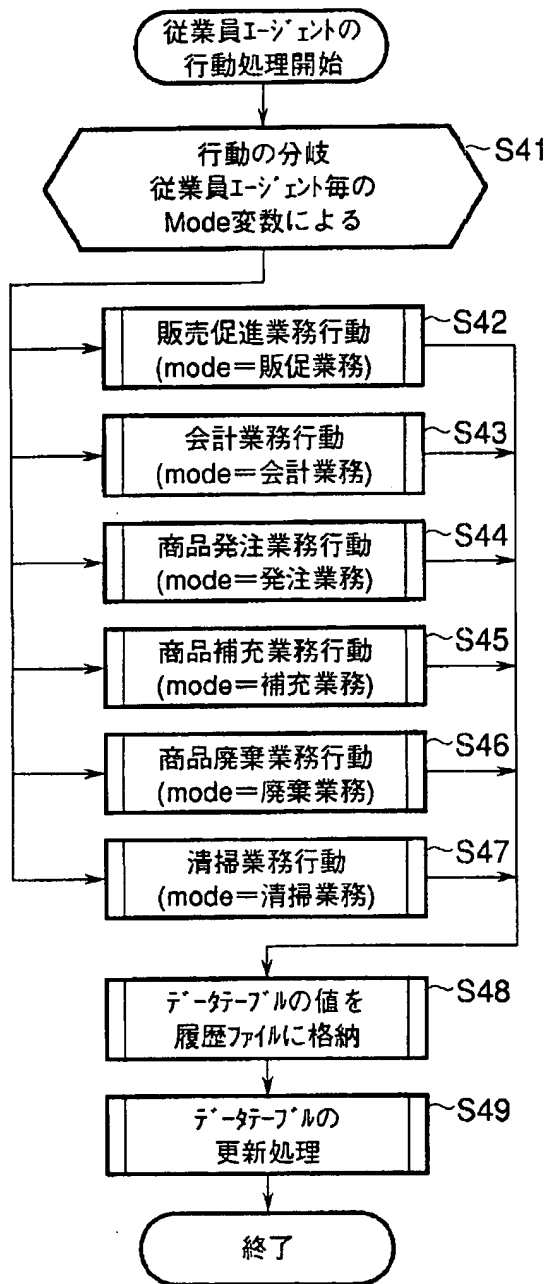 従業員ｴｰｼﾞｪﾝﾄの
行動処理開始
行動の分岐
従業員ｴｰｼﾞｪﾝﾄ毎の
Mode変数による
~S41
販売促進業務行動
(mode=販促業務)
~S42
会計業務行動
(mode=会計業務)
~S43
商品発注業務行動
(mode=発注業務)
~S44
商品補充業務行動
(mode=補充業務)
~S45
商品廃棄業務行動
(mode=廃棄業務)
~S46
清掃業務行動
(mode=清掃業務)
~S47
ﾃﾞｰﾀﾃｰﾌﾞﾙの値を
履歴ﾌｧｲﾙに格納
~S48
ﾃﾞｰﾀﾃｰﾌﾞﾙの
更新処理
~S49
終了